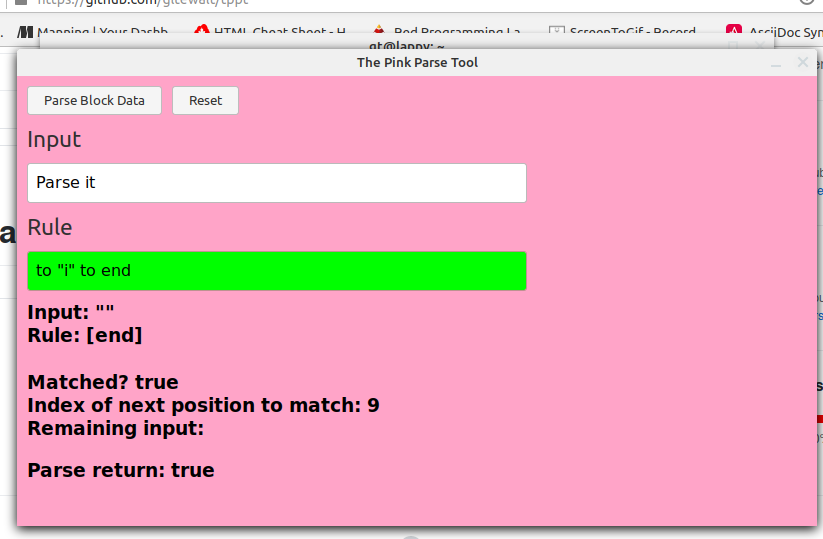 https://github.com/gltewalt/tppt
Manning | Your Dashb
HTML Cheat Sheet - H
Red Programming La
ScreenToGif - Record
AsciiDoc Syn
gt@lappy: ~
The Pink Parse Tool
Parse Block Data
Reset
Input
Parse it
Rule
to "i" to end
Input: ""
Rule: [end]
Matched? true
Index of next position to match: 9
Remaining input:
Parse return: true